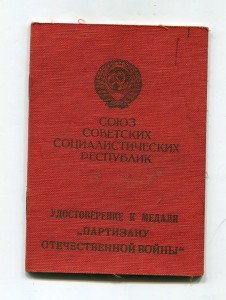 СОЮЗ
СОВЕТСКИХ
СОЦИАЛИСТИЧЕСКИХ
РЕСПУБЛИК
УДОСТОВЕРЕНИЕ К МЕДАЛИ
„ПАРТИЗАНУ
ОТЕЧЕСТВЕННОЙ ВОЙНЫ"